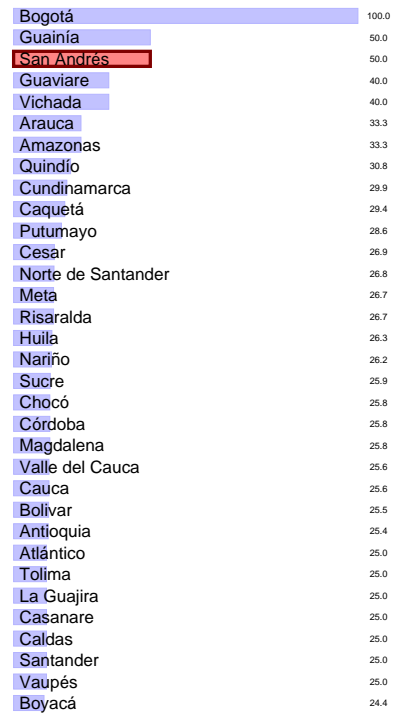 Bogotá 100.0
Guainía 50.0
San Andrés 50.0
Guaviare 40.0
Vichada 40.0
Arauca 33.3
Amazonas 33.3
Quindío 30.8
Cundinamarca 29.9
Caquetá 29.4
Putumayo 28.6
Cesar 26.9
Norte de Santander 26.8
Meta 26.7
Risaralda 26.7
Huila 26.3
Nariño 26.2
Sucre 25.9
Chocó 25.8
Córdoba 25.8
Magdalena 25.8
Valle del Cauca 25.6
Cauca 25.6
Bolivar 25.5
Antioquia 25.4
Atlántico 25.0
Tolima 25.0
La Guajira 25.0
Casanare 25.0
Caldas 25.0
Santander 25.0
Vaupés 25.0
Boyacá 24.4